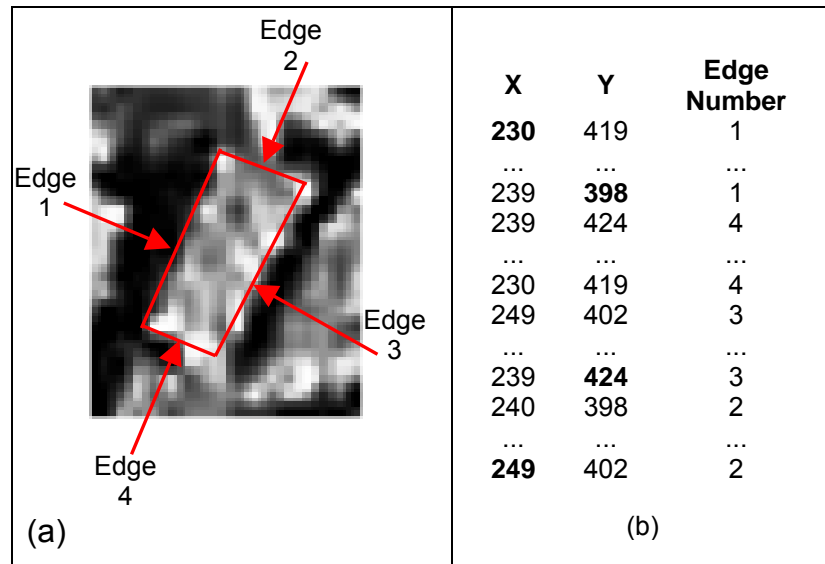 Edge
2
Edge
1
Edge
3
Edge
4
(a)
X Y Edge
Number
230 419 1
... ... ...
239 398 1
239 424 4
... ... ...
230 419 4
249 402 3
... ... ...
239 424 3
240 398 2
... ... ...
249 402 2
(b)